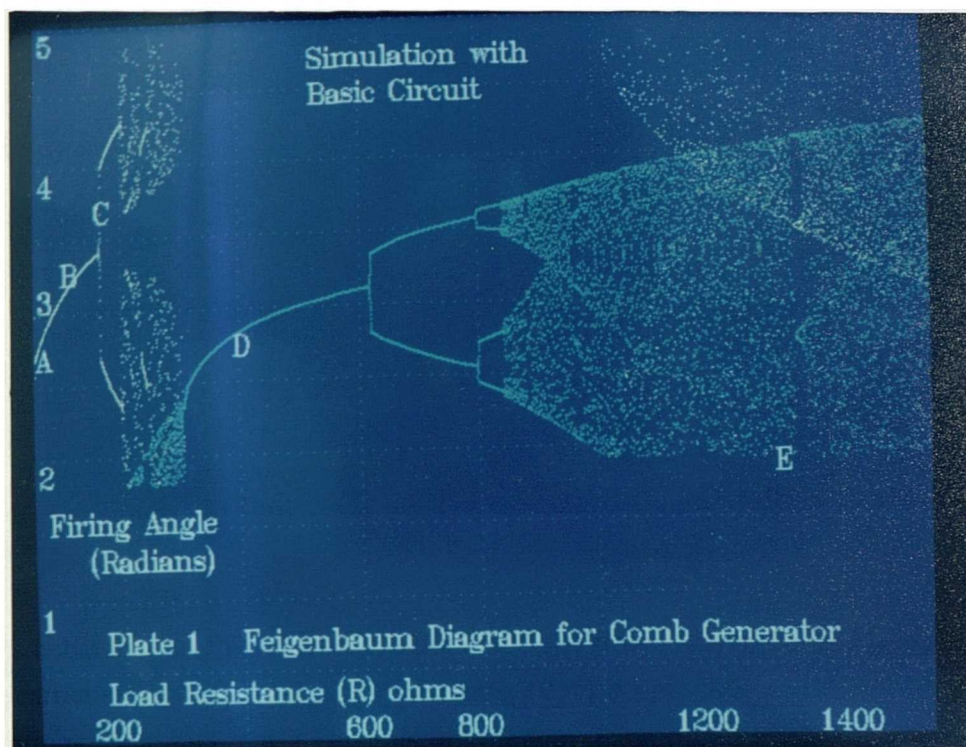 5
Simulation with
Basic Circuit
4
C
B
3
D
A
2
E
Firing Angle
(Radians)
1
Plate 1 Feigenbaum Diagram for Comb Generator
Load Resistance (R) ohms
200 600 800 1200 1400